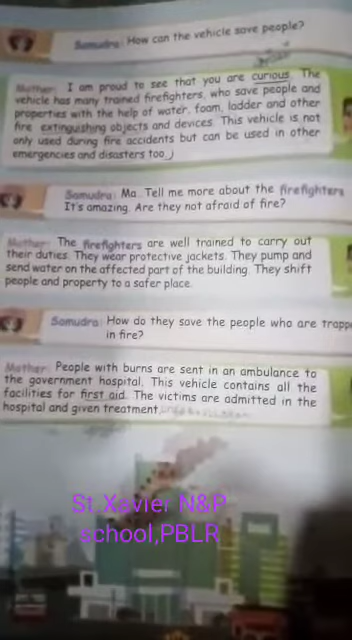 Samudra: How can the vehicle save people?
Mother: I am proud to see that you are curious. The
vehicle has many trained firefighters, who save people and
properties with the help of water, foam, ladder and other
fire extinguishing objects and devices. This vehicle is not
only used during fire accidents but can be used in other
emergencies and disasters too.
Samudra: Ma. Tell me more about the firefighters
It's amazing. Are they not afraid of fire?
Mother: The firefighters are well trained to carry out
their duties. They wear protective jackets. They pump and
send water on the affected part of the building. They shift
people and property to a safer place.
Samudra: How do they save the people who are
in fire?
Mother: People with burns are sent in an ambulance to
the government hospital. This vehicle contains all the
facilities for first aid. The victims are admitted in the
hospital and given treatment.
St.Xavier N&P
school,PBLR